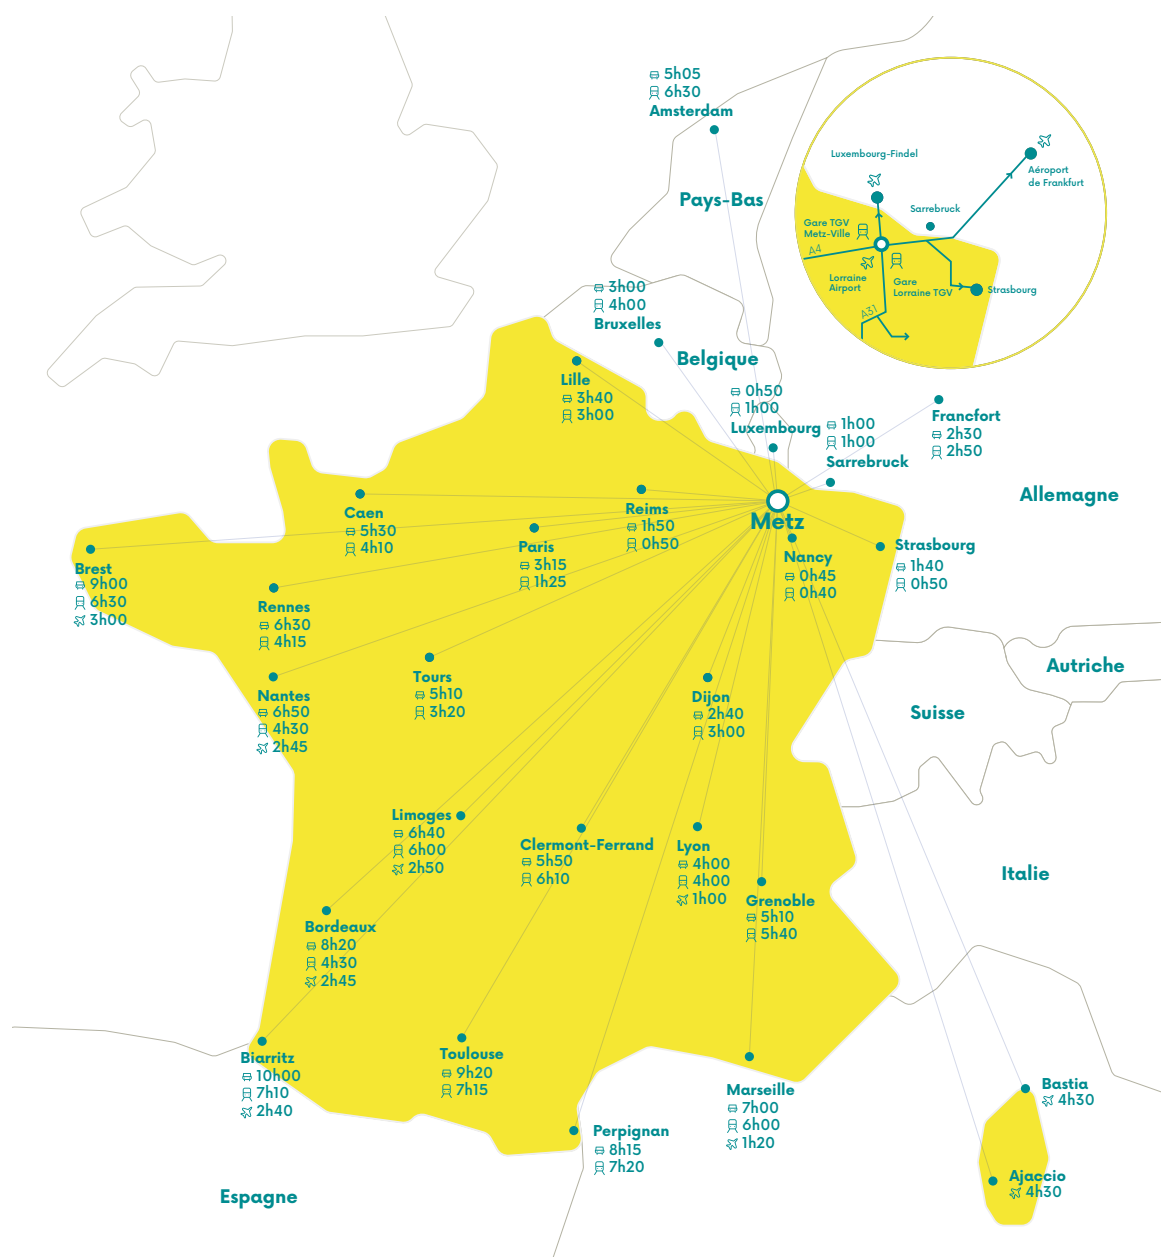 5h05
6h30
Amsterdam
Pays-Bas
Luxembourg-Findel
Aéroport
de Frankfurt
Sarrebruck
Gare TGV
Metz-Ville
A4
Lorraine
Airport
Gare
Lorraine TGV
Strasbourg
A31
3h00
4h00
Bruxelles
Belgique
Lille
3h40
3h00
0h50
1h00
Luxembourg
1h00
1h00
Sarrebruck
Francfort
2h30
2h50
Allemagne
Caen
5h30
4h10
Reims
1h50
0h50
Metz
Paris
3h15
1h25
Nancy
0h45
0h40
Strasbourg
1h40
0h50
Brest
9h00
6h30
3h00
Rennes
6h30
4h15
Autriche
Suisse
Tours
5h10
3h20
Nantes
6h50
4h30
2h45
Dijon
2h40
3h00
Limoges
6h40
6h00
2h50
Clermont-Ferrand
5h50
6h10
Lyon
4h00
4h00
1h00
Grenoble
5h10
5h40
Italie
Bordeaux
8h20
4h30
2h45
Biarritz
10h00
7h10
2h40
Toulouse
9h20
7h15
Marseille
7h00
6h00
1h20
Perpignan
8h15
7h20
Bastia
4h30
Ajaccio
4h30
Espagne